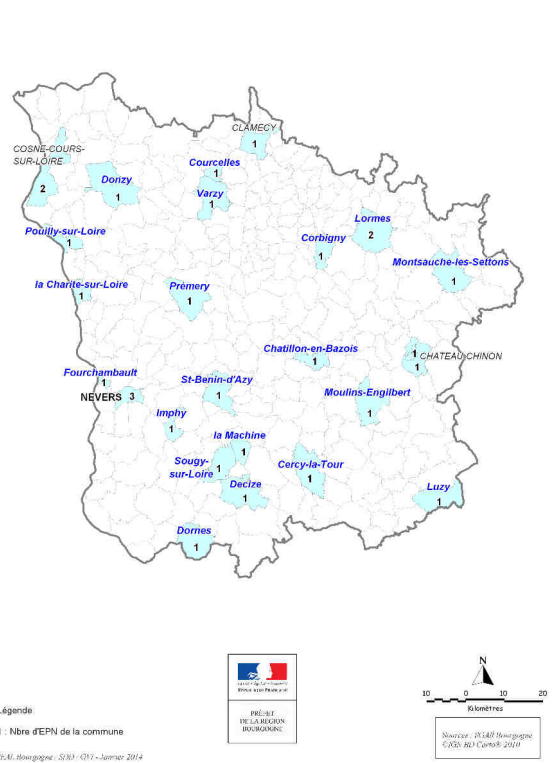 CLAMECY
1
COSNE-COURS-
SUR-LOIRE
2
Courcelles
1
Donzy
1
Varzy
1
Lormes
2
Pouilly-sur-Loire
1
Corbigny
1
Montsauche-les-Settons
1
la Charite-sur-Loire
1
Prémery
1
Chatillon-en-Bazois
1
1
CHATEAU CHINON
1
Fourchambault
1
NEVERS 3
St-Benin-d'Azy
1
Moulins-Engilbert
1
Imphy
1
la Machine
1
Sougy-
sur-Loire
1
Cercy-la-Tour
1
Decize
1
Luzy
1
Dornes
1
Légende
: Nbre d'EPN de la commune
Bourgogne - Janvier 2014
RÉPUBLIQUE FRANÇAISE
PRÉFET
DE LA RÉGION
BOURGOGNE
N
10 0 10 20
Kilomètres
Sources : Bourgogne
©IGN BD Carto® 2010